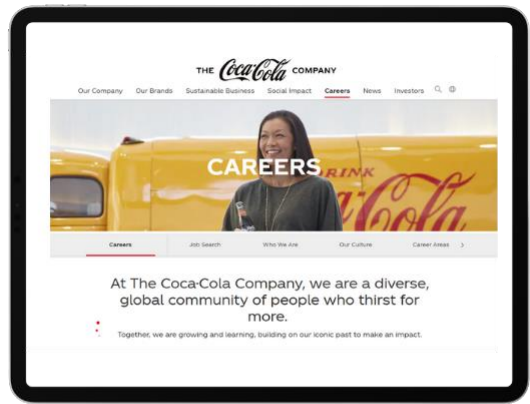 THE Coca-Cola COMPANY
Our Company Our Brands Sustainable Business Social Impact Careers News Investors
CAREERS
DRINK
Coca-Cola
Careers Job Search Who We Are Our Culture Career Areas
At The Coca-Cola Company, we are a diverse,
global community of people who thirst for
more.
Together, we are growing and learning, building on our iconic past to make an impact.